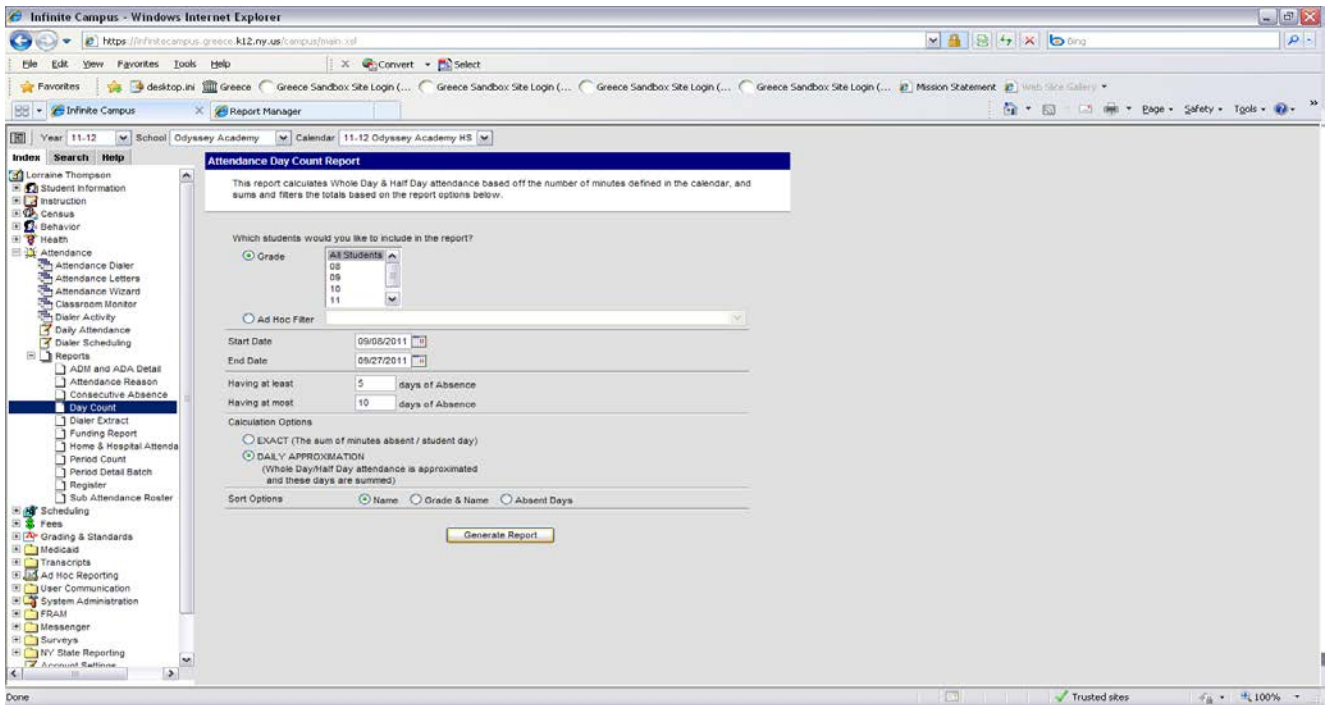 Infinite Campus - Windows Internet Explorer
https://infinitecampus.greece.k12.ny.us/campus/main.xsl
Bing
File Edit View Favorites Tools Help
Convert Select
Favorites desktop.ini Greece Greece Sandbox Site Login (... Greece Sandbox Site Login (... Greece Sandbox Site Login (... Greece Sandbox Site Login (... Mission Statement Web Slice Gallery
Infinite Campus Report Manager
Page Safety Tools
Year 11-12 School Odyssey Academy Calendar 11-12 Odyssey Academy HS
Index Search Help
Lorraine Thompson
Student Information
Instruction
Census
Behavior
Health
Attendance
Attendance Dialer
Attendance Letters
Attendance Wizard
Classroom Monitor
Dialer Activity
Daily Attendance
Dialer Scheduling
Reports
ADM and ADA Detail
Attendance Reason
Consecutive Absence
Day Count
Dialer Extract
Funding Report
Home & Hospital Attenda
Period Count
Period Detail Batch
Register
Sub Attendance Roster
Scheduling
Fees
Grading & Standards
Medicaid
Transcripts
Ad Hoc Reporting
User Communication
System Administration
FRAM
Messenger
Surveys
NY State Reporting
Account Settings
Attendance Day Count Report
This report calculates Whole Day & Half Day attendance based off the number of minutes defined in the calendar, and
sums and filters the totals based on the report options below.
Which students would you like to include in the report?
Grade
All Students
08
09
10
11
Ad Hoc Filter
Start Date 09/08/2011
End Date 09/27/2011
Having at least 5 days of Absence
Having at most 10 days of Absence
Calculation Options
EXACT (The sum of minutes absent / student day)
DAILY APPROXIMATION
(Whole Day/Half Day attendance is approximated
and these days are summed)
Sort Options Name Grade & Name Absent Days
Generate Report
Done Trusted sites 100%